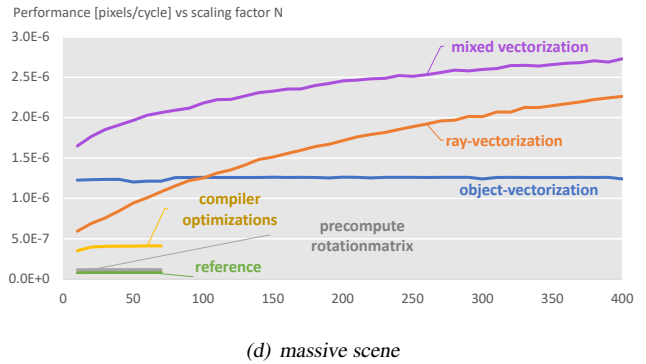 Performance [pixels/cycle] vs scaling factor N
3.0E-6
2.5E-6
2.0E-6
1.5E-6
1.0E-6
5.0E-7
0.0E+0
mixed vectorization
ray-vectorization
object-vectorization
compiler
optimizations
precompute
rotationmatrix
reference
0 50 100 150 200 250 300 350 400
(d) massive scene